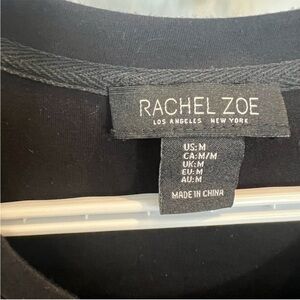 RACHEL ZOE
LOS ANGELES NEW YORK
US: M
CA: M/M
UK: M
EU: M
AU: M
MADE IN CHINA